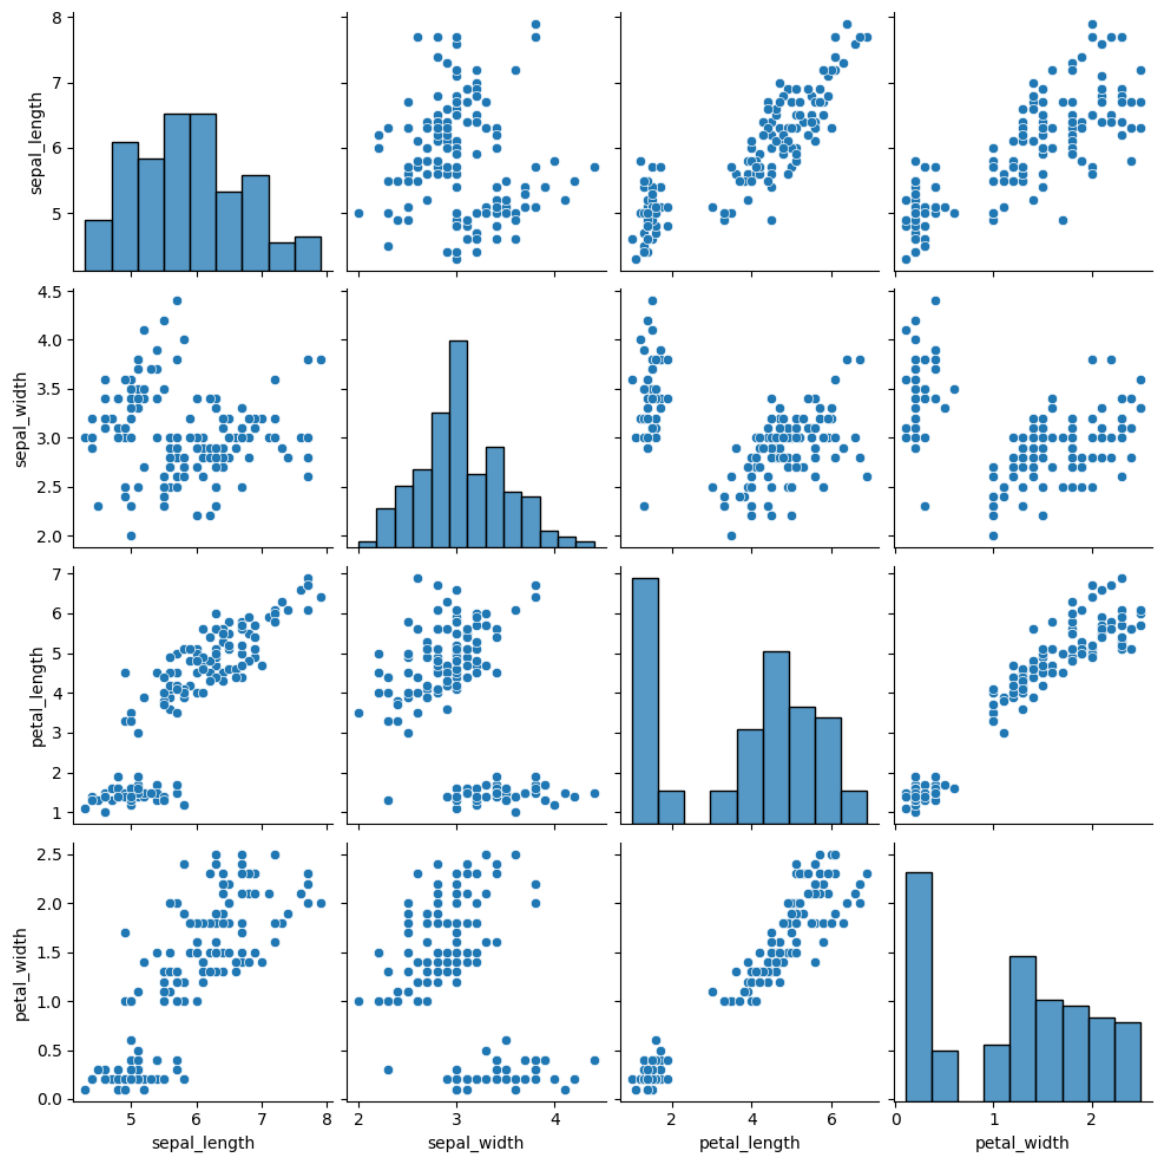 8
7
6
5
sepal_length
5 6 7 8
2 3 4
2 4 6
0 1 2
4.5
4.0
3.5
3.0
2.5
2.0
sepal_width
7
6
5
4
3
2
1
petal_length
2.5
2.0
1.5
1.0
0.5
0.0
petal_width
sepal_length sepal_width petal_length petal_width